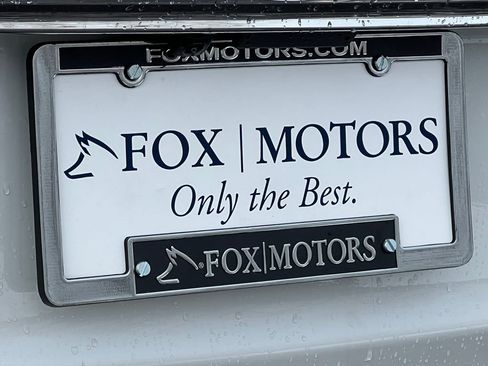 FOXMOTORS.COM
FOX | MOTORS
Only the Best.
®FOX|MOTORS